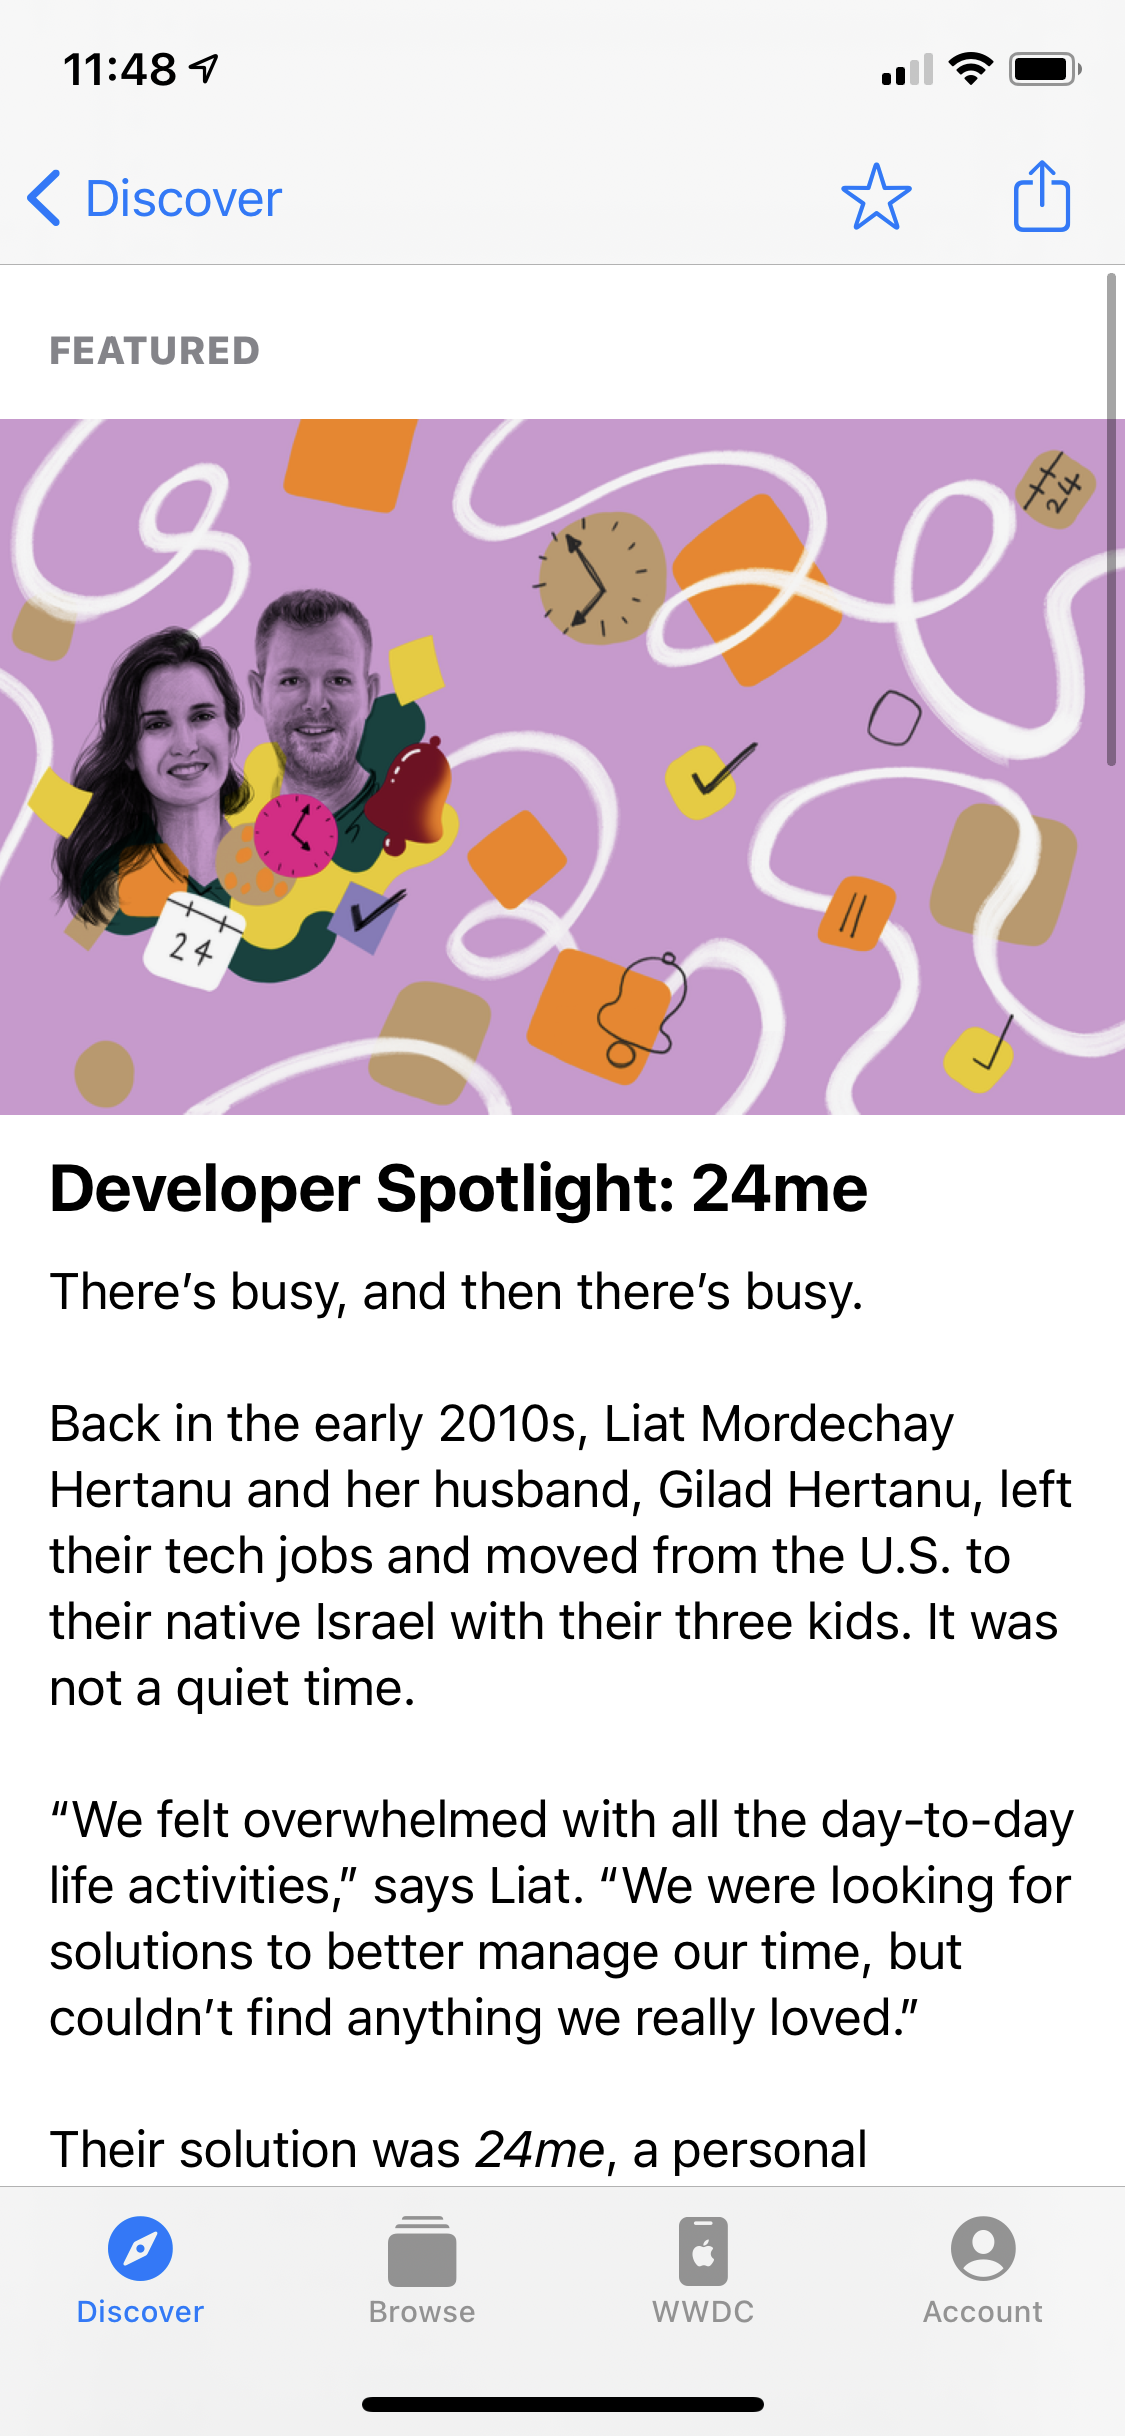 11:48
Discover
FEATURED
24
24
Developer Spotlight: 24me
There’s busy, and then there’s busy.
Back in the early 2010s, Liat Mordechay
Hertanu and her husband, Gilad Hertanu, left
their tech jobs and moved from the U.S. to
their native Israel with their three kids. It was
not a quiet time.
“We felt overwhelmed with all the day-to-day
life activities,” says Liat. “We were looking for
solutions to better manage our time, but
couldn’t find anything we really loved.”
Their solution was 24me, a personal
Discover
Browse
WWDC
Account